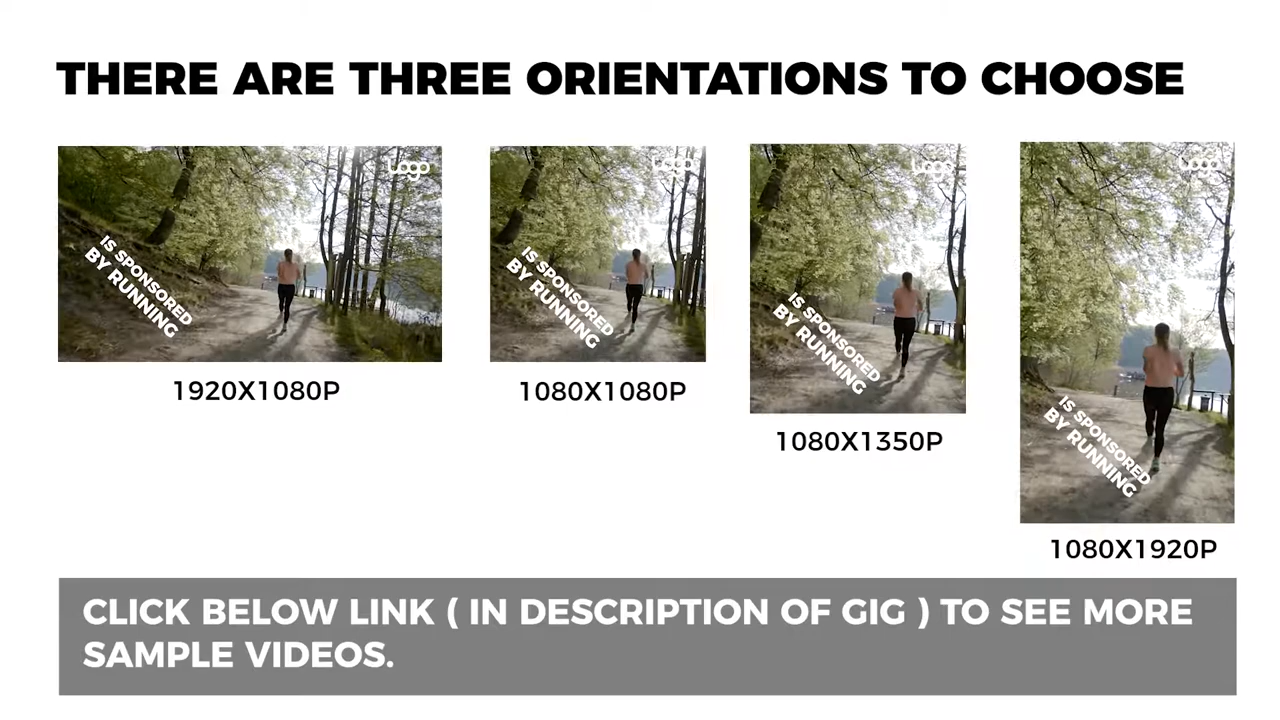 THERE ARE THREE ORIENTATIONS TO CHOOSE
Logo
IS SPONSORED
BY RUNNING
1920X1080P
Logo
IS SPONSORED
BY RUNNING
1080X1080P
Logo
IS SPONSORED
BY RUNNING
1080X1350P
Logo
IS SPONSORED
BY RUNNING
1080X1920P
CLICK BELOW LINK ( IN DESCRIPTION OF GIG ) TO SEE MORE
SAMPLE VIDEOS.